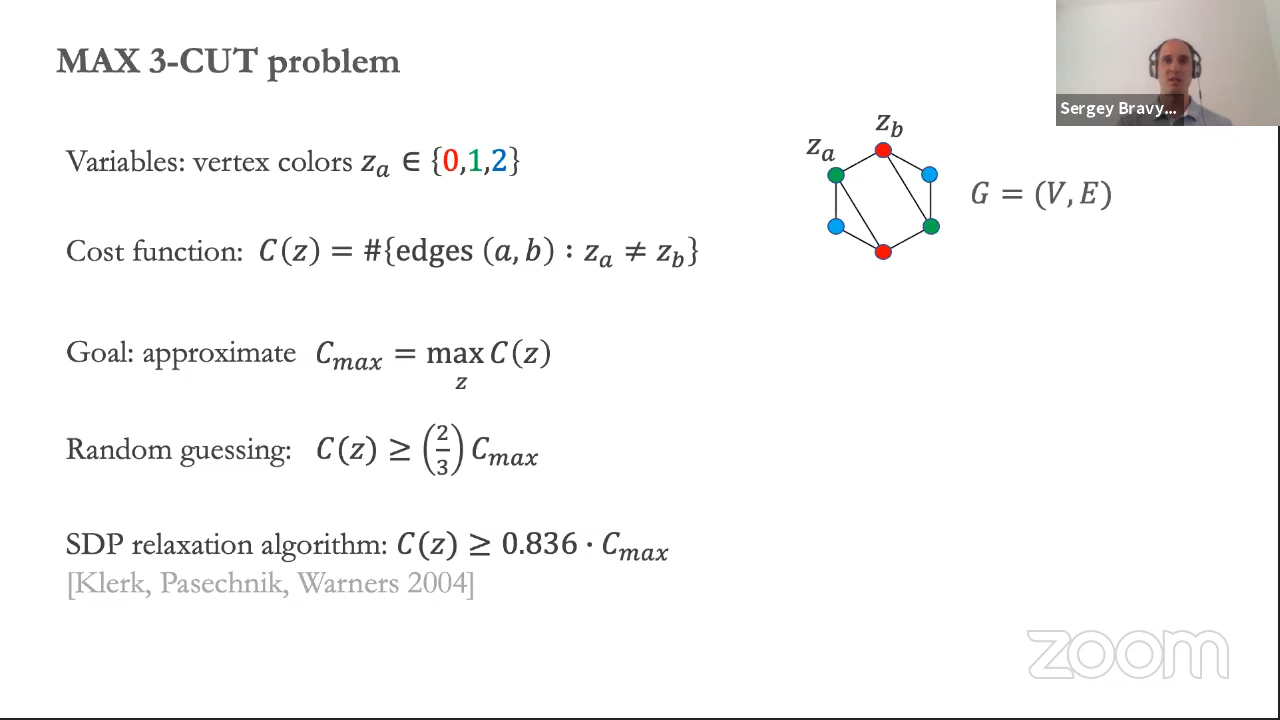 MAX 3-CUT problem
Sergey Bravy...
Variables: vertex colors z_a ∈ {0,1,2}
z_a
z_b
G = (V, E)
Cost function: C(z) = #{edges (a, b) : z_a ≠ z_b}
Goal: approximate C_max = max_z C(z)
Random guessing: C(z) ≥ (2/3) C_max
SDP relaxation algorithm: C(z) ≥ 0.836 · C_max
[Klerk, Pasechnik, Warners 2004]
zoom